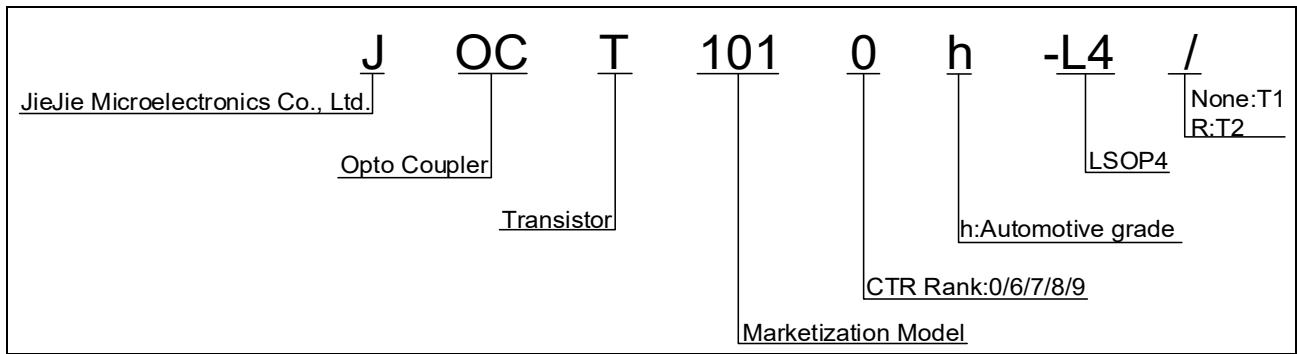 J OC T 101 0 h -L4 /
JieJie Microelectronics Co., Ltd.
None:T1
R:T2
Opto Coupler
LSOP4
Transistor
h:Automotive grade
CTR Rank:0/6/7/8/9
Marketization Model